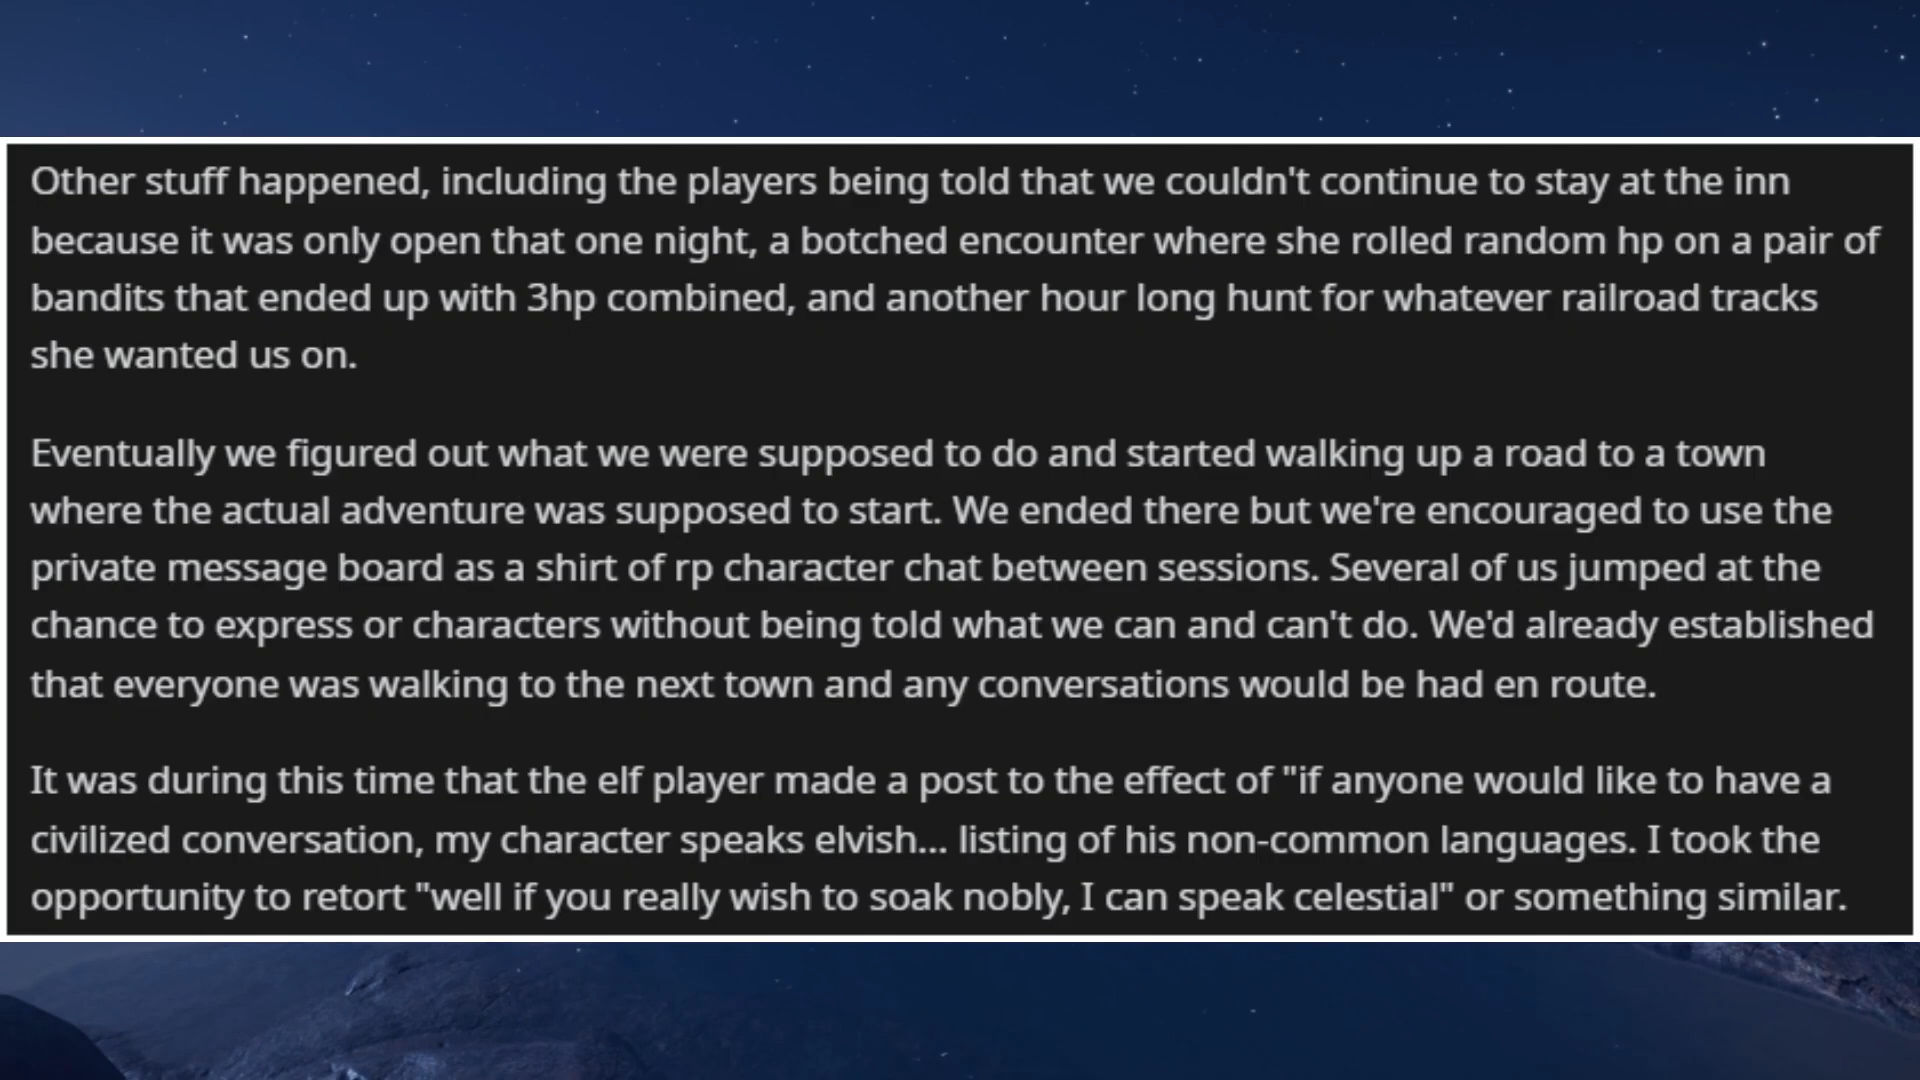 Other stuff happened, including the players being told that we couldn't continue to stay at the inn
because it was only open that one night, a botched encounter where she rolled random hp on a pair of
bandits that ended up with 3hp combined, and another hour long hunt for whatever railroad tracks
she wanted us on.
Eventually we figured out what we were supposed to do and started walking up a road to a town
where the actual adventure was supposed to start. We ended there but we're encouraged to use the
private message board as a shirt of rp character chat between sessions. Several of us jumped at the
chance to express or characters without being told what we can and can't do. We'd already established
that everyone was walking to the next town and any conversations would be had en route.
It was during this time that the elf player made a post to the effect of "if anyone would like to have a
civilized conversation, my character speaks elvish... listing of his non-common languages. I took the
opportunity to retort "well if you really wish to soak nobly, I can speak celestial" or something similar.